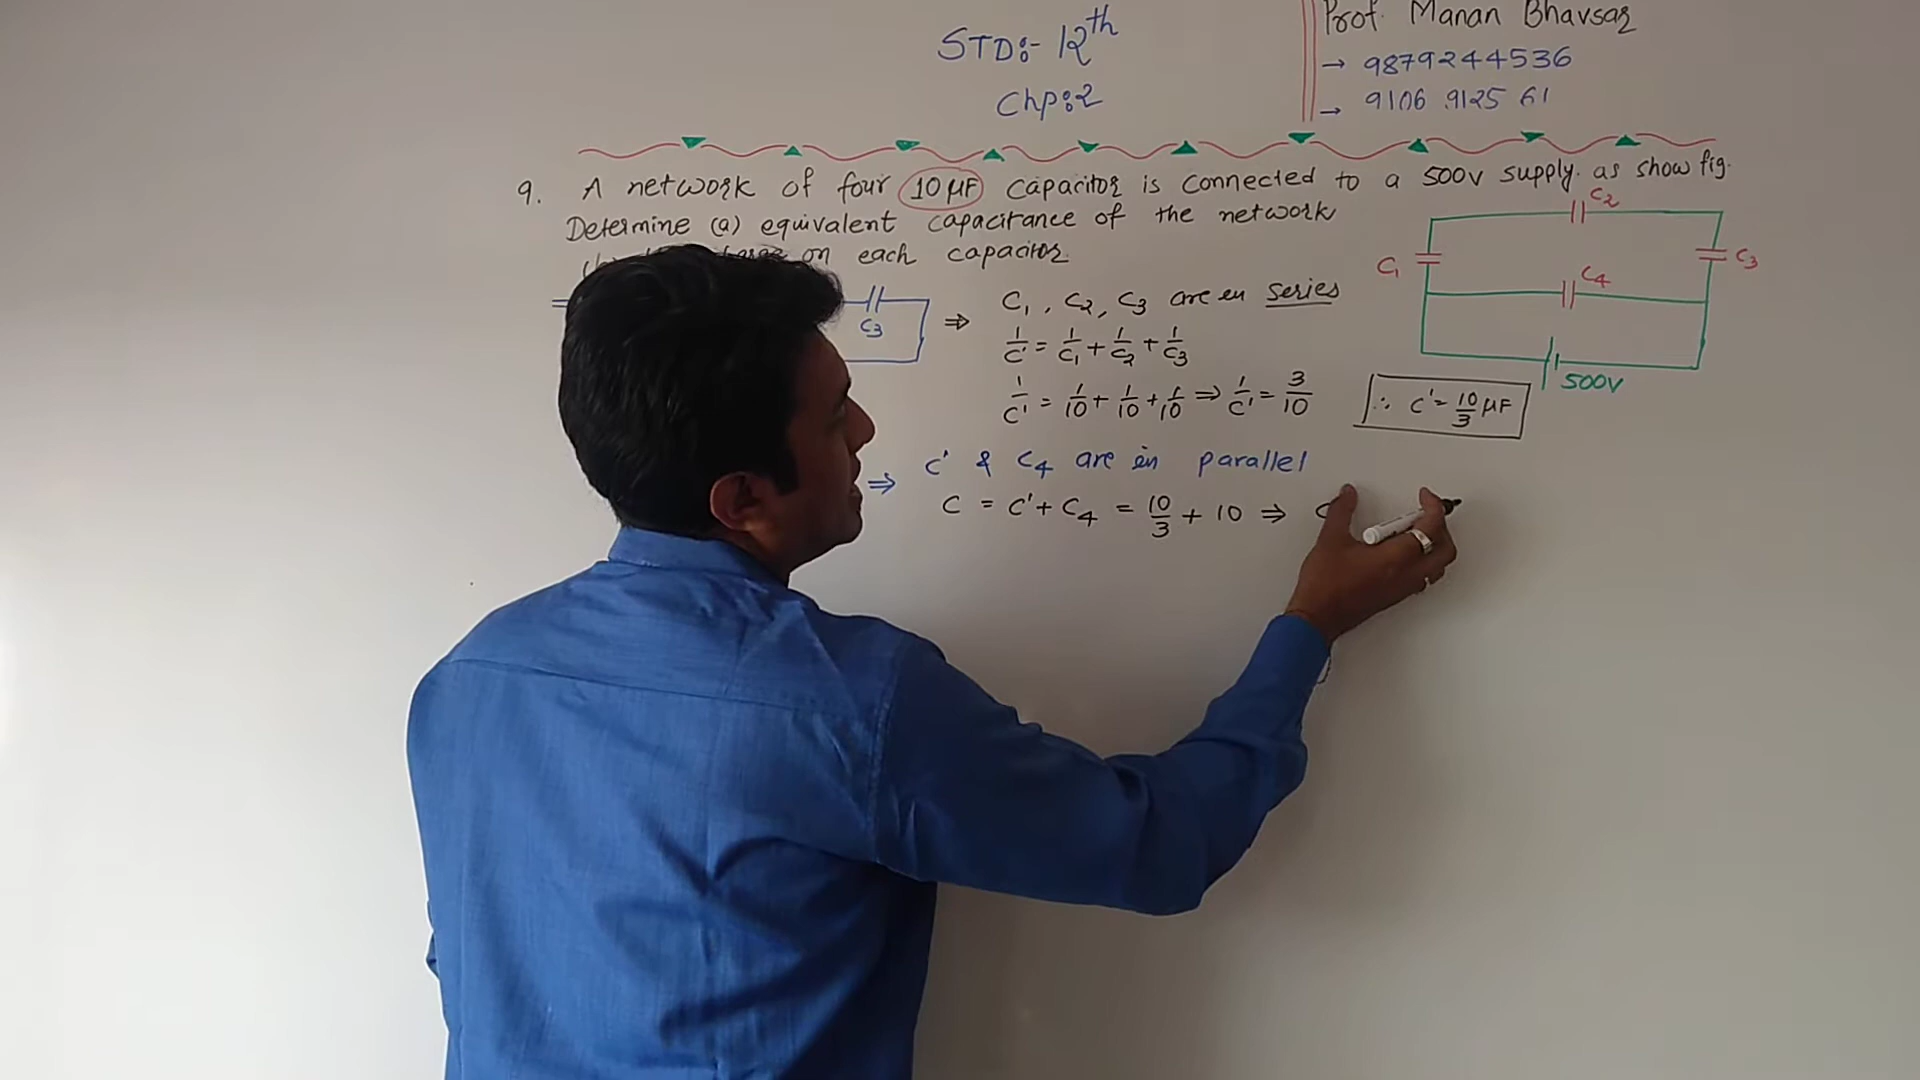 STD:- 12th
Chp:2
Prof. Manan Bhavsar
→ 9879244536
→ 9106 9125 61
9. A network of four 10 μF capacitor is connected to a 500V supply. as show fig.
Determine (a) equivalent capacitance of the network
on each capacitor.
C2
C1
C3
C4
500V
C3
⇒ C1, C2, C3 are in series
1/C' = 1/C1 + 1/C2 + 1/C3
1/C' = 1/10 + 1/10 + 1/10 ⇒ 1/C' = 3/10
∴ C' = 10/3 μF
⇒ C' & C4 are in parallel
C = C' + C4 = 10/3 + 10 ⇒